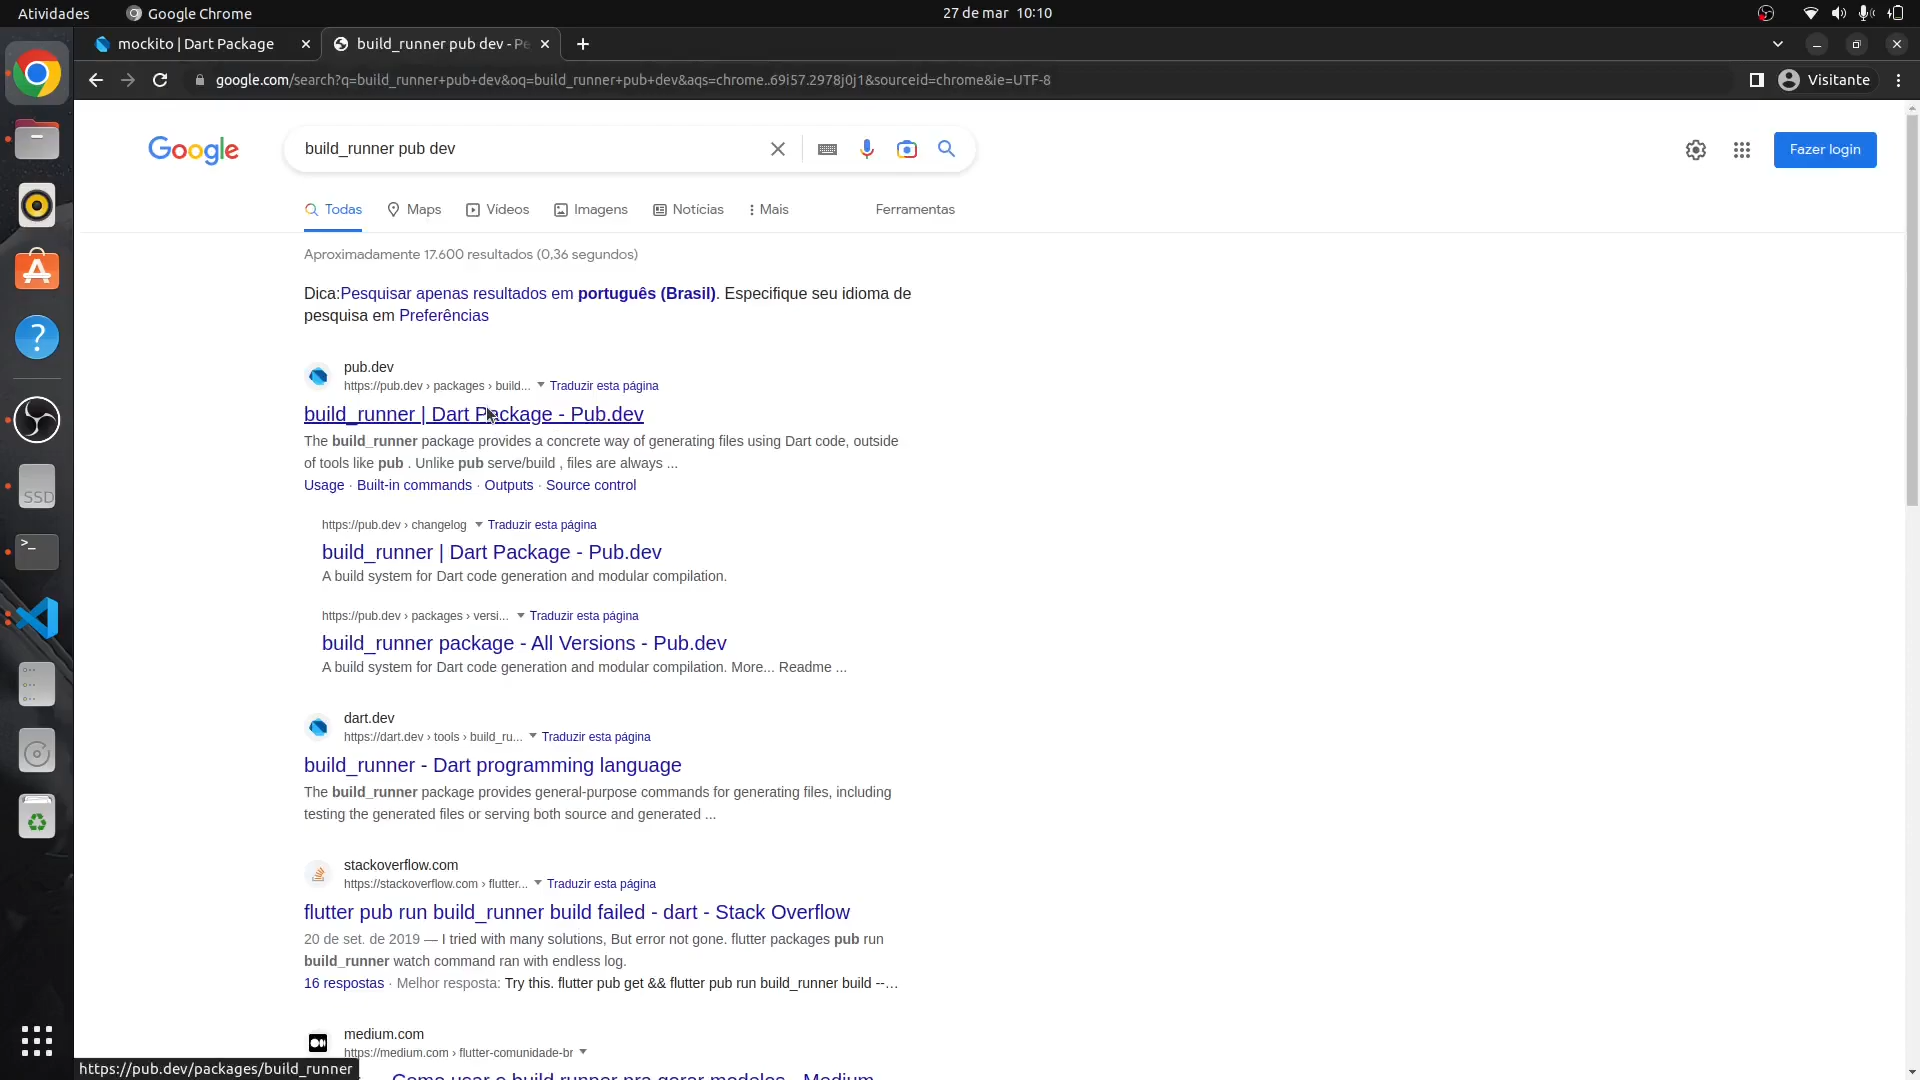 Atividades
Google Chrome
27 de mar 10:10
mockito | Dart Package
build_runner pub dev - Pe
google.com/search?q=build_runner+pub+dev&oq=build_runner+pub+dev&aqs=chrome..69i57.2978j0j1&sourceid=chrome&ie=UTF-8
Visitante
Google
build_runner pub dev
Fazer login
Todas
Maps
Vídeos
Imagens
Notícias
Mais
Ferramentas
Aproximadamente 17.600 resultados (0,36 segundos)
Dica:Pesquisar apenas resultados em português (Brasil). Especifique seu idioma de
pesquisa em Preferências
pub.dev
https://pub.dev › packages › build...
Traduzir esta página
build_runner | Dart Package - Pub.dev
The build_runner package provides a concrete way of generating files using Dart code, outside
of tools like pub . Unlike pub serve/build , files are always ...
Usage · Built-in commands · Outputs · Source control
https://pub.dev › changelog
Traduzir esta página
build_runner | Dart Package - Pub.dev
A build system for Dart code generation and modular compilation.
https://pub.dev › packages › versi...
Traduzir esta página
build_runner package - All Versions - Pub.dev
A build system for Dart code generation and modular compilation. More... Readme ...
dart.dev
https://dart.dev › tools › build_ru...
Traduzir esta página
build_runner - Dart programming language
The build_runner package provides general-purpose commands for generating files, including
testing the generated files or serving both source and generated ...
stackoverflow.com
https://stackoverflow.com › flutter...
Traduzir esta página
flutter pub run build_runner build failed - dart - Stack Overflow
20 de set. de 2019 — I tried with many solutions, But error not gone. flutter packages pub run
build_runner watch command ran with endless log.
16 respostas · Melhor resposta: Try this. flutter pub get && flutter pub run build_runner build --…
medium.com
https://medium.com › flutter-comunidade-br
Como usar o build runner pra gerar modelos - Medium
https://pub.dev/packages/build_runner
SSD